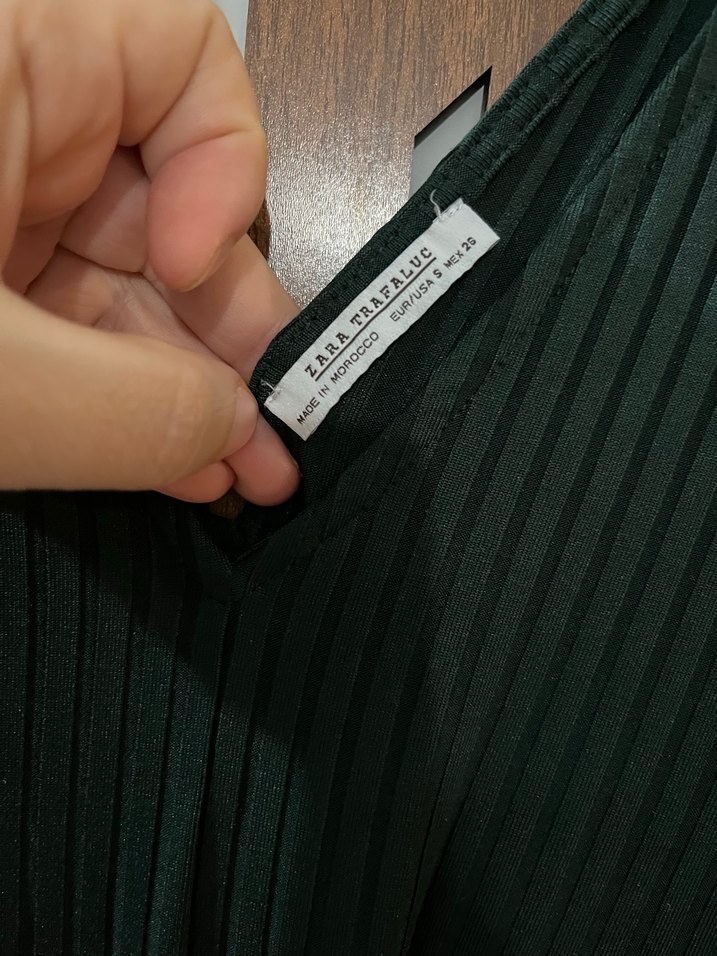 ZARA TRAFALUC
MADE IN MOROCCO EUR/USA S MEX 26